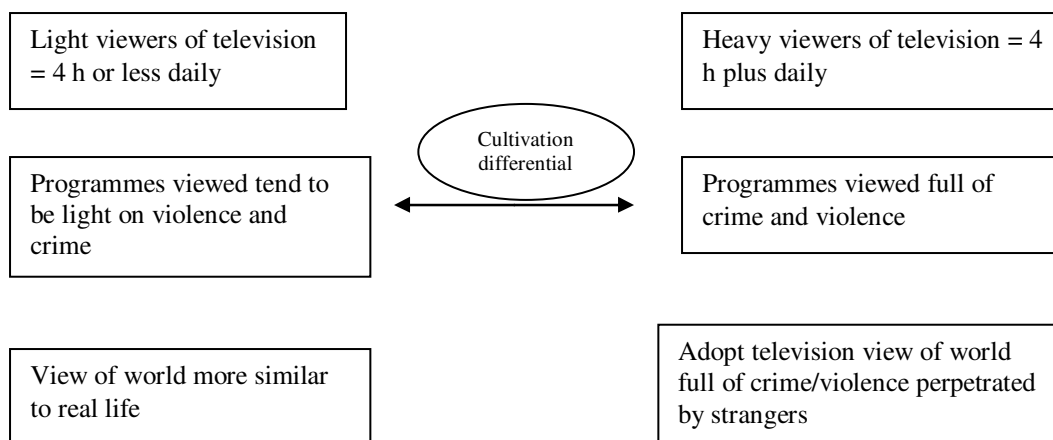 Light viewers of television
= 4 h or less daily
Heavy viewers of television = 4
h plus daily
Cultivation
differential
Programmes viewed tend to
be light on violence and
crime
Programmes viewed full of
crime and violence
View of world more similar
to real life
Adopt television view of world
full of crime/violence perpetrated
by strangers